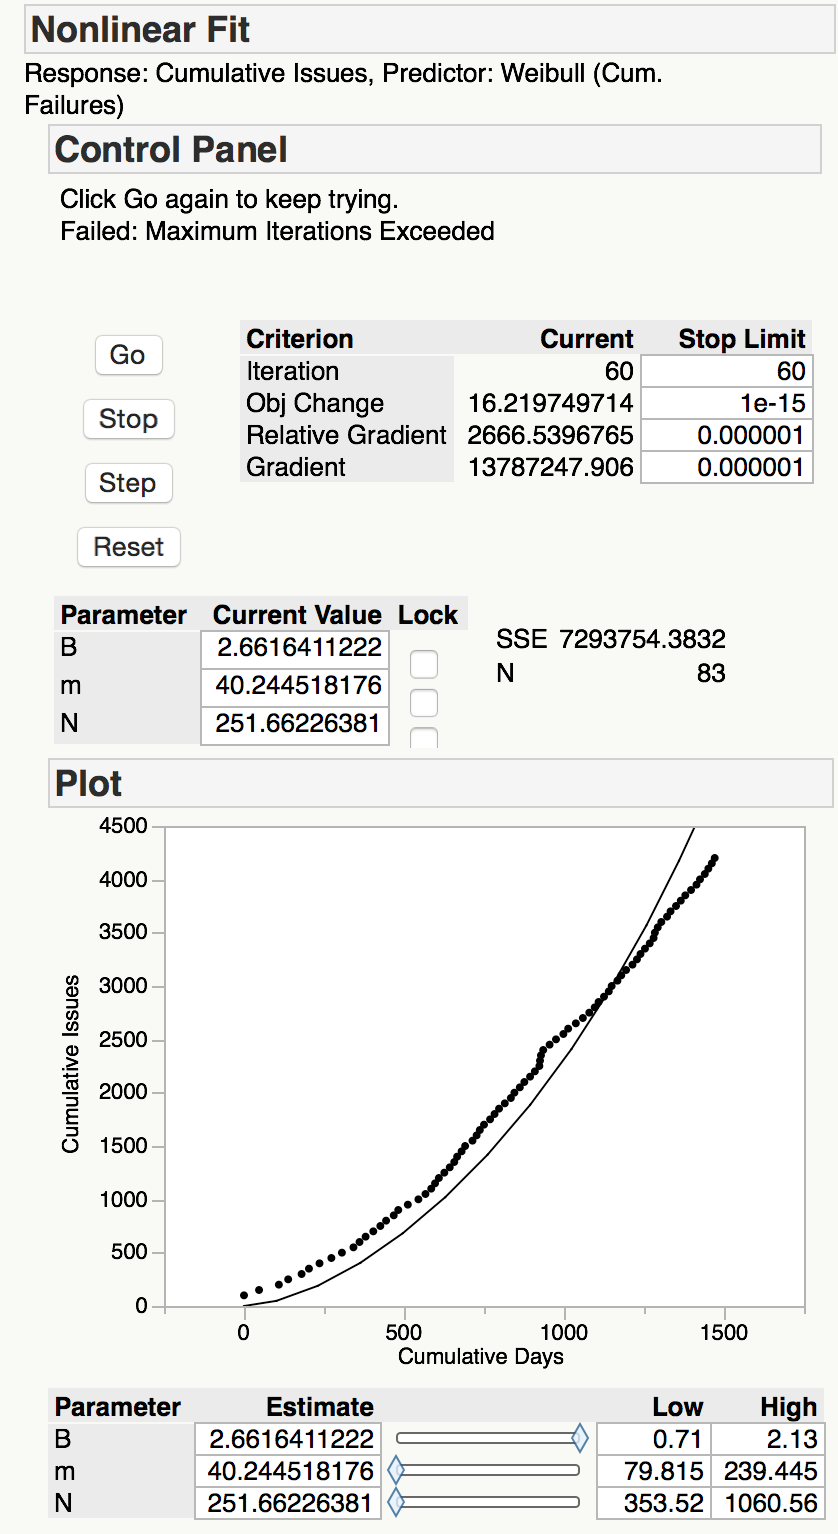 Nonlinear Fit
Response: Cumulative Issues, Predictor: Weibull (Cum.
Failures)
Control Panel
Click Go again to keep trying.
Failed: Maximum Iterations Exceeded
Go
Stop
Step
Reset
Criterion Current Stop Limit
Iteration 60 60
Obj Change 16.219749714 1e-15
Relative Gradient 2666.5396765 0.000001
Gradient 13787247.906 0.000001
Parameter Current Value Lock
B 2.6616411222
m 40.244518176
N 251.66226381
SSE 7293754.3832
N 83
Plot
4500
4000
3500
3000
2500
2000
1500
1000
500
0
Cumulative Issues
0 500 1000 1500
Cumulative Days
Parameter Estimate Low High
B 2.6616411222 0.71 2.13
m 40.244518176 79.815 239.445
N 251.66226381 353.52 1060.56